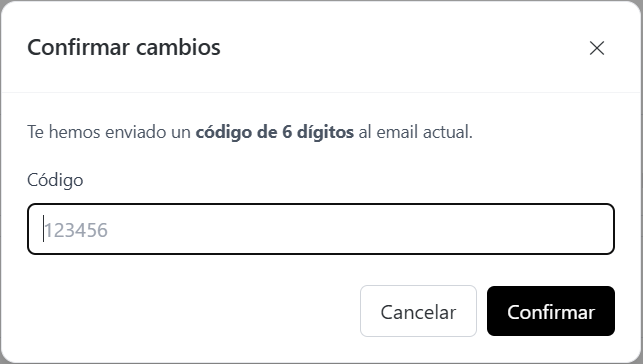 Confirmar cambios
Te hemos enviado un código de 6 dígitos al email actual.
Código
123456
Cancelar
Confirmar